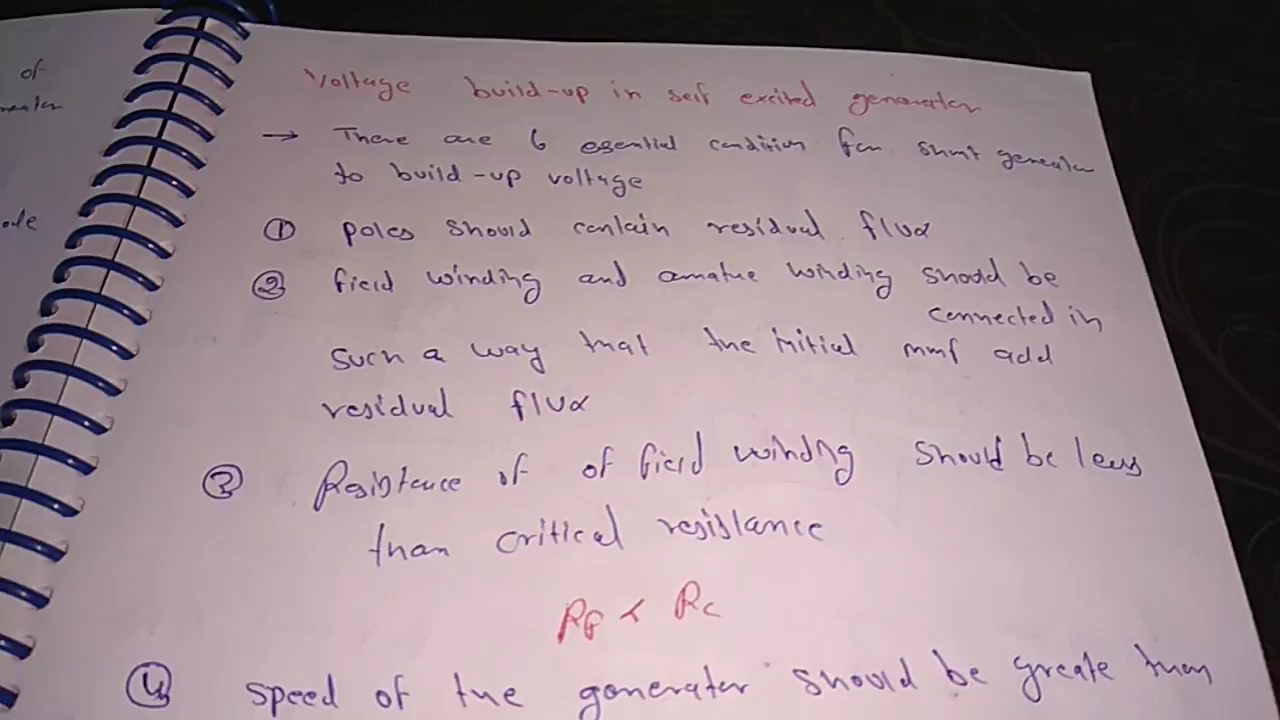 of
ode
Voltage build-up in self excited generator
→ There are 6 essential condition for shunt generator
to build-up voltage
① poles should contain residual flux
② field winding and armature winding should be
connected in
such a way that the initial mmf add
residual flux
③ Resistance of of field winding should be less
than critical resistance
Rf < Rc
④ speed of the generator should be greate than